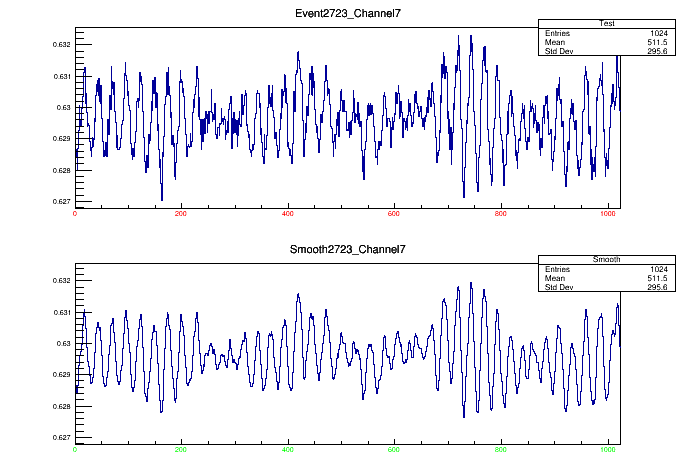 Event2723_Channel7
Test
Entries 1024
Mean 511.5
Std Dev 295.6
0.632
0.631
0.63
0.629
0.628
0.627
0 200 400 600 800 1000
Smooth2723_Channel7
Smooth
Entries 1024
Mean 511.5
Std Dev 295.6
0.632
0.631
0.63
0.629
0.628
0.627
0 200 400 600 800 1000